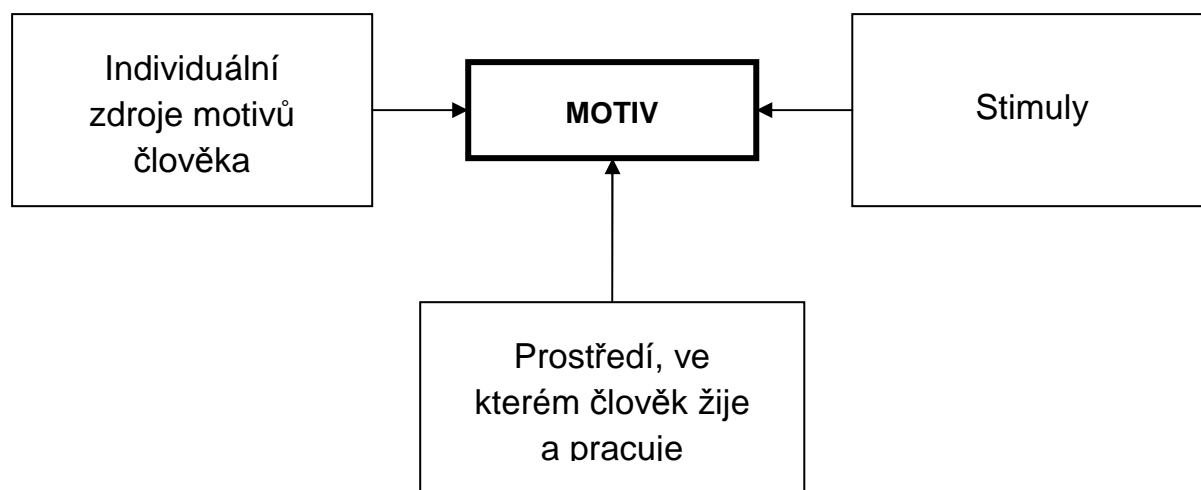 Individuální
zdroje motivů
člověka
MOTIV
Stimuly
Prostředí, ve
kterém člověk žije
a pracuje